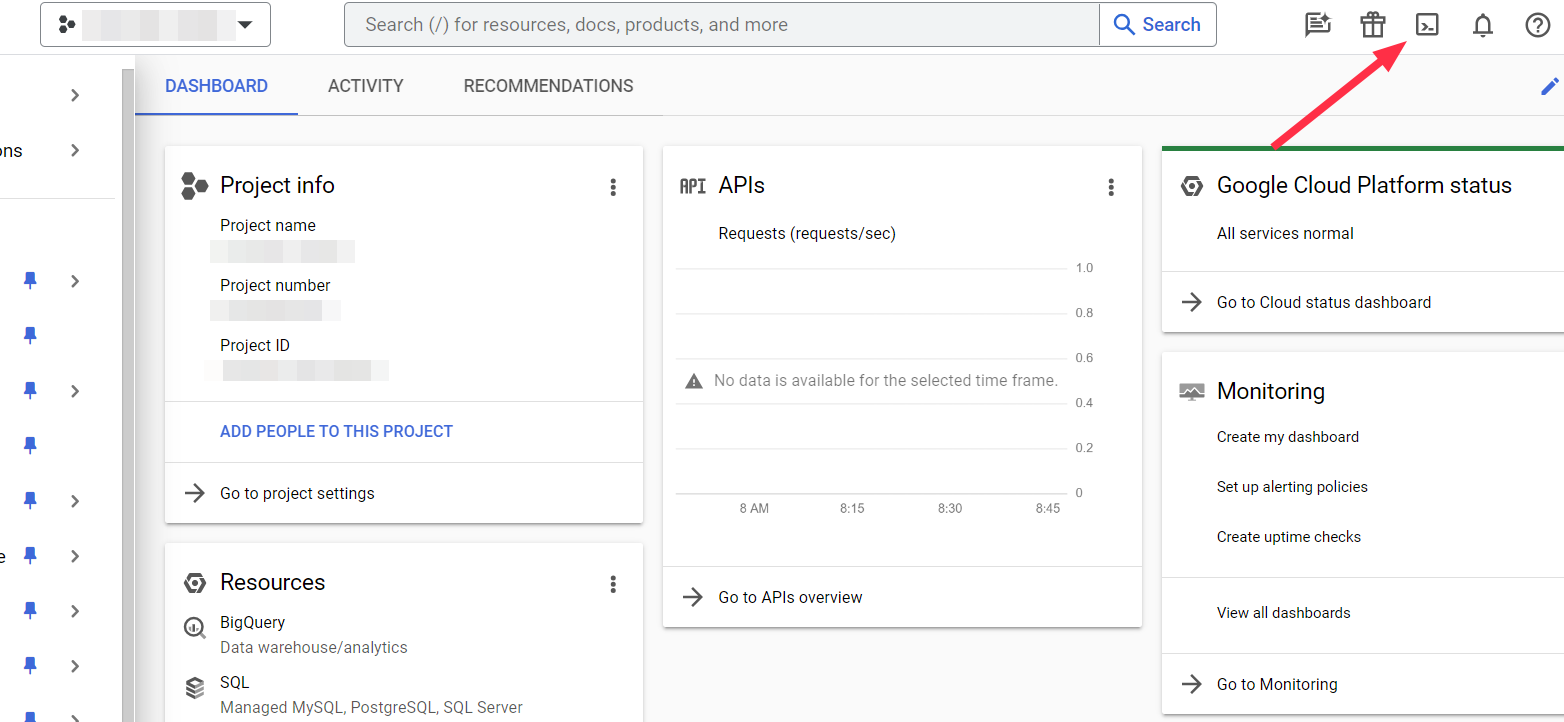 Search (/) for resources, docs, products, and more
Search
DASHBOARD
ACTIVITY
RECOMMENDATIONS
ons
e
Project info
Project name
Project number
Project ID
ADD PEOPLE TO THIS PROJECT
Go to project settings
Resources
BigQuery
Data warehouse/analytics
SQL
Managed MySQL, PostgreSQL, SQL Server
API APIs
Requests (requests/sec)
1.0
0.8
0.6
No data is available for the selected time frame.
0.4
0.2
0
8 AM 8:15 8:30 8:45
Go to APIs overview
Google Cloud Platform status
All services normal
Go to Cloud status dashboard
Monitoring
Create my dashboard
Set up alerting policies
Create uptime checks
View all dashboards
Go to Monitoring